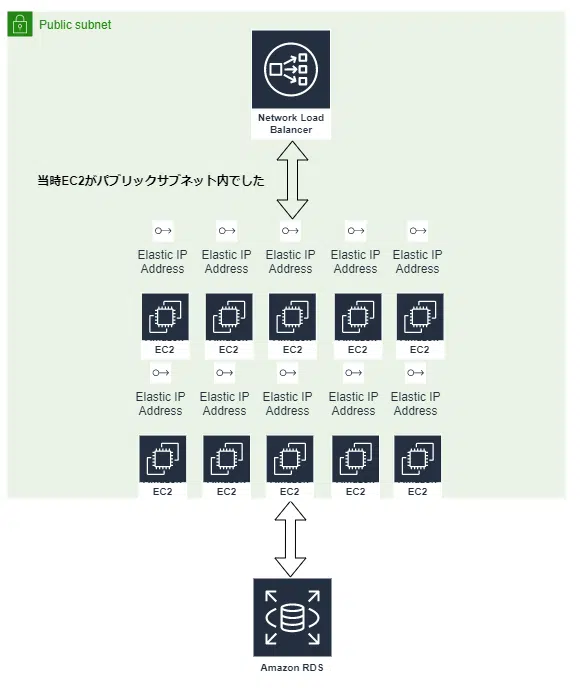 Public subnet
Network Load
Balancer
当時EC2がパブリックサブネット内でした
Elastic IP
Address
Elastic IP
Address
Elastic IP
Address
Elastic IP
Address
Elastic IP
Address
EC2
EC2
EC2
EC2
EC2
Elastic IP
Address
Elastic IP
Address
Elastic IP
Address
Elastic IP
Address
Elastic IP
Address
EC2
EC2
EC2
EC2
EC2
Amazon RDS